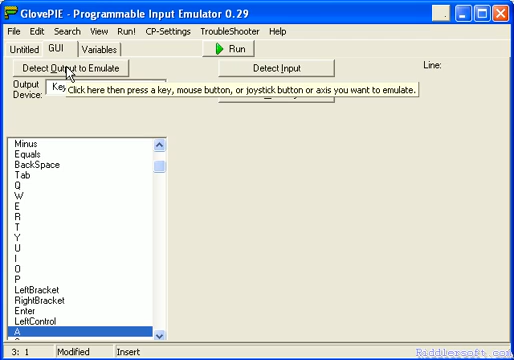 GlovePIE - Programmable Input Emulator 0.29
File Edit Search View Run! CP-Settings TroubleShooter Help
Untitled GUI Variables Run
Detect Output to Emulate Detect Input Line:
Output
Device:
Click here then press a key, mouse button, or joystick button or axis you want to emulate.
Minus
Equals
BackSpace
Tab
Q
W
E
R
T
Y
U
I
O
P
LeftBracket
RightBracket
Enter
LeftControl
A
3: 1 Modified Insert
Riddlersoft.com